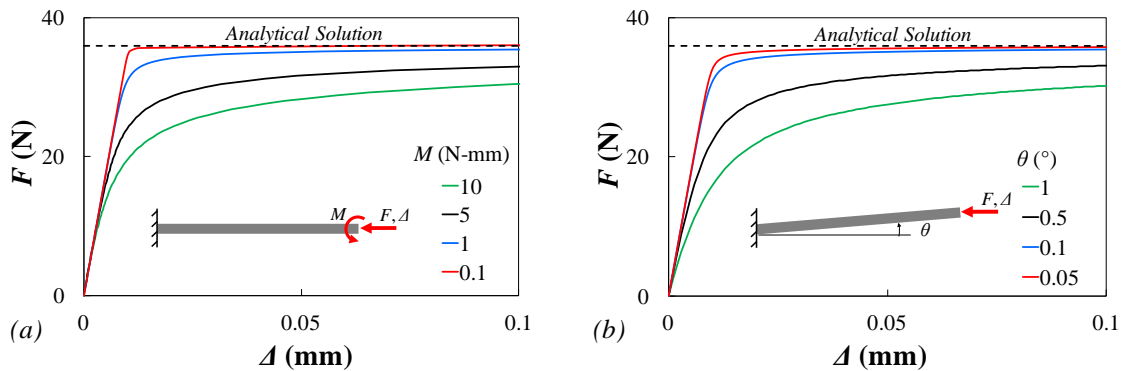 40
Analytical Solution
20
0
F (N)
M (N-mm)
10
5
1
0.1
M
F, Δ
0
0.05
0.1
(a)
Δ (mm)
40
Analytical Solution
20
0
F (N)
θ (°)
1
0.5
0.1
0.05
F, Δ
θ
0
0.05
0.1
(b)
Δ (mm)